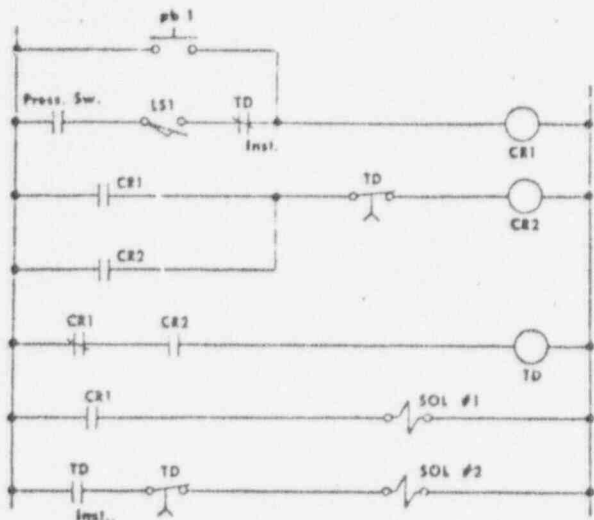 pb 1
Press. Sw. LS1 TD
Inst.
CR1
CR1 TD
CR2
CR2
CR1 CR2
TD
CR1 SOL #1
TD TD SOL #2
Inst.